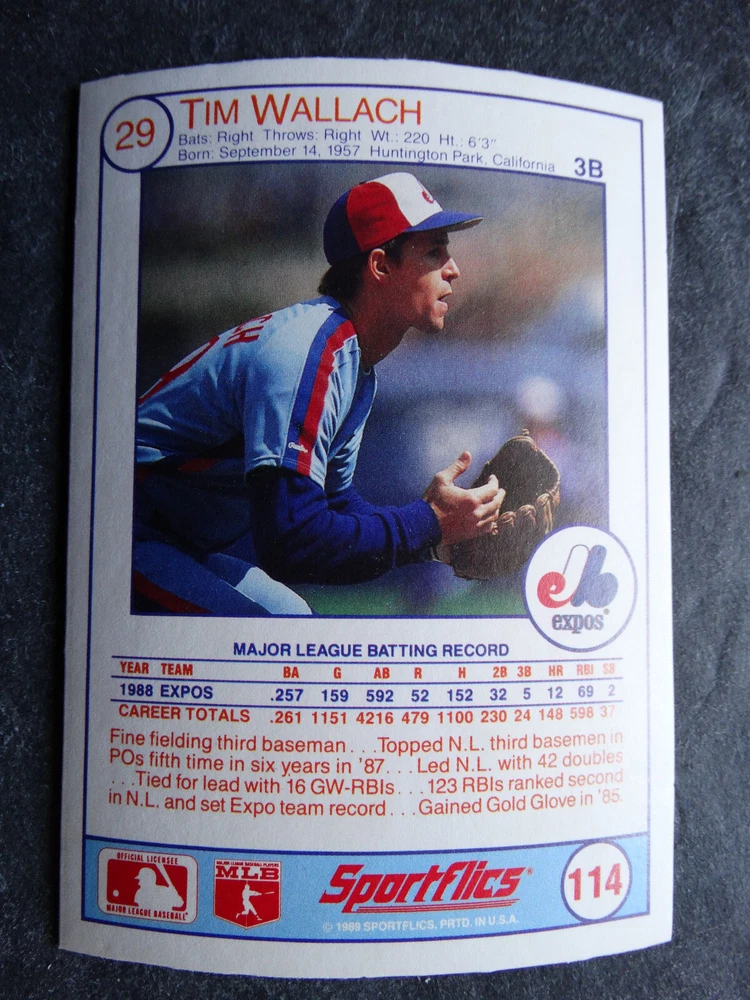 29
TIM WALLACH
Bats: Right Throws: Right Wt.: 220 Ht.: 6'3"
Born: September 14, 1957 Huntington Park, California
3B
CH
expos
MAJOR LEAGUE BATTING RECORD
YEAR TEAM BA G AB R H 2B 3B HR RBI SB
1988 EXPOS .257 159 592 52 152 32 5 12 69 2
CAREER TOTALS .261 1151 4216 479 1100 230 24 148 598 37
Fine fielding third baseman . . .Topped N.L. third basemen in
POs fifth time in six years in '87. . .Led N.L. with 42 doubles
. . .Tied for lead with 16 GW-RBIs. . .123 RBIs ranked second
in N.L. and set Expo team record . . .Gained Gold Glove in '85.
OFFICIAL LICENSEE
MAJOR LEAGUE BASEBALL
MAJOR LEAGUE BASEBALL PLAYERS
MLB
Sportflics
114
© 1989 SPORTFLICS, PRTD. IN U.S.A.